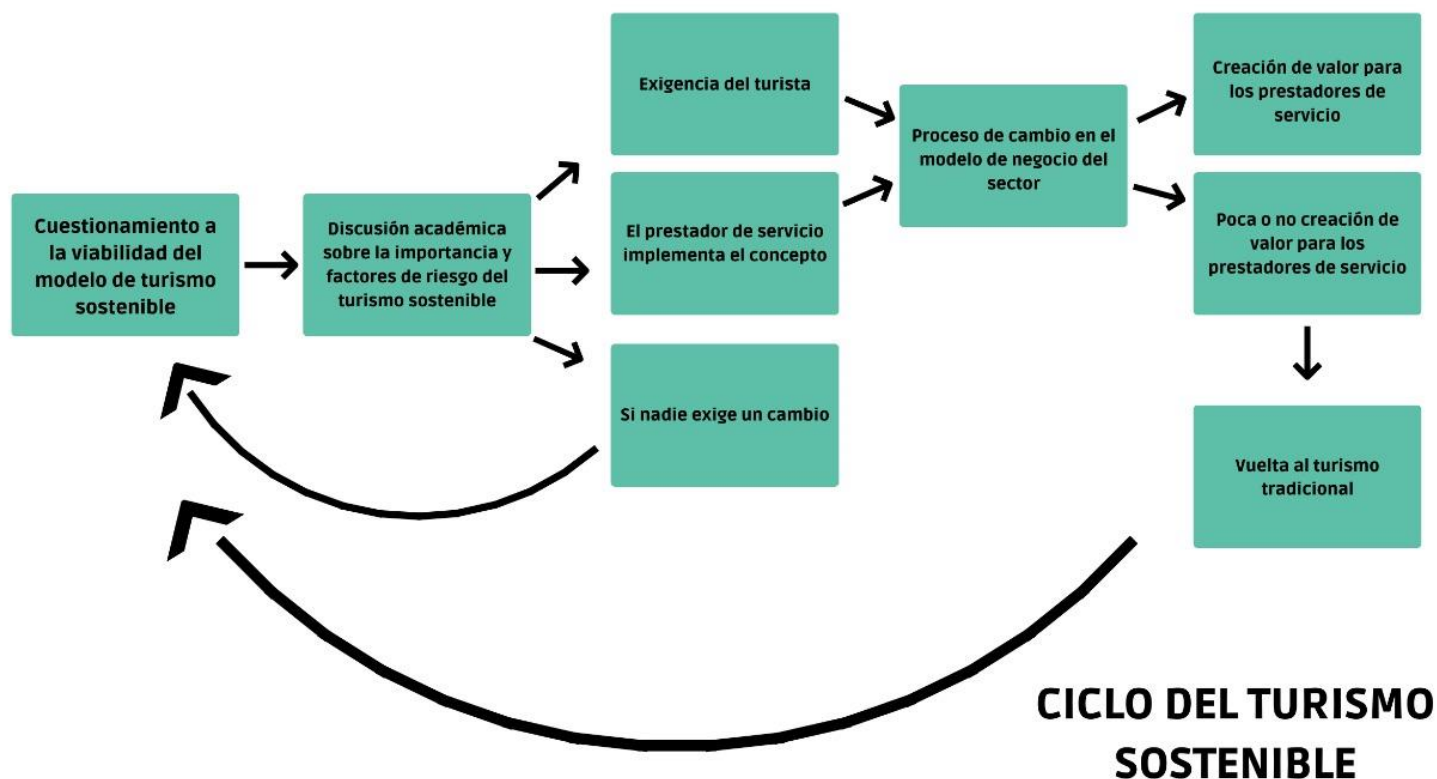 Cuestionamiento a
la viabilidad del
modelo de turismo
sostenible
Discusión académica
sobre la importancia y
factores de riesgo del
turismo sostenible
Exigencia del turista
El prestador de servicio
implementa el concepto
Si nadie exige un cambio
Proceso de cambio en el
modelo de negocio del
sector
Creación de valor para
los prestadores de
servicio
Poca o no creación de
valor para los
prestadores de servicio
Vuelta al turismo
tradicional
CICLO DEL TURISMO
SOSTENIBLE